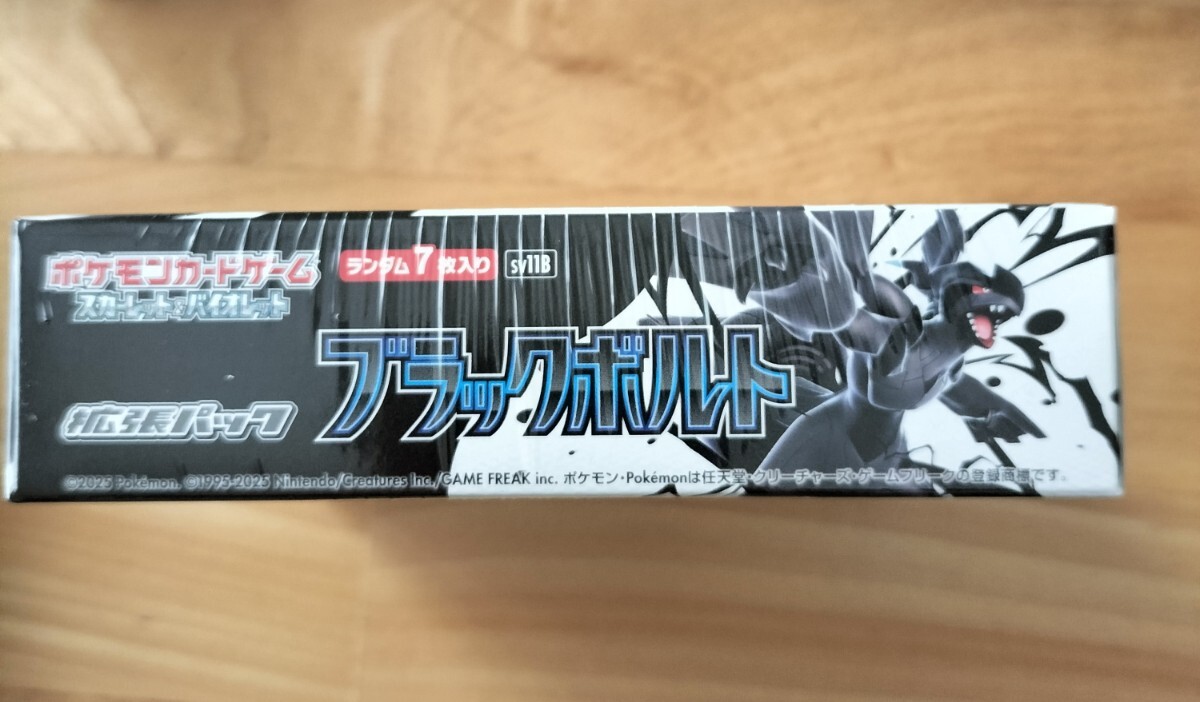 ポケモンカードゲーム
スカーレット&バイオレット
ランダム7枚入り
sv11B
ブラックボルト
拡張パック
©2025 Pokémon. ©1995-2025 Nintendo/Creatures Inc./GAME FREAK inc. ポケモン・Pokémonは任天堂・クリーチャーズ・ゲームフリークの登録商標です。